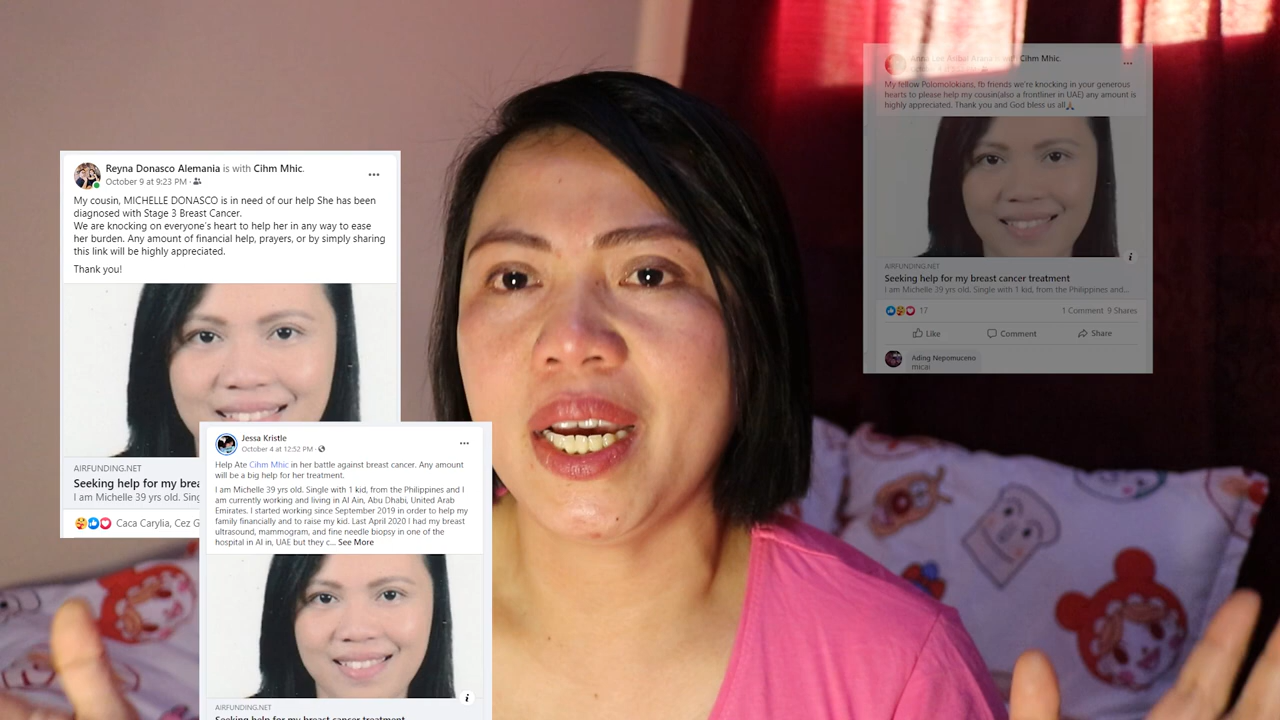 Reyna Donasco Alemania is with Cihm Mhic.
October 9 at 9:23 PM ·
My cousin, MICHELLE DONASCO is in need of our help She has been
diagnosed with Stage 3 Breast Cancer.
We are knocking on everyone's heart to help her in any way to ease
her burden. Any amount of financial help, prayers, or by simply sharing
this link will be highly appreciated.
Thank you!
AIRFUNDING.NET
Seeking help for my brea
I am Michelle 39 yrs old. Sing
Caca Carylia, Cez G
Jessa Kristle
October 4 at 12:52 PM ·
Help Ate Cihm Mhic in her battle against breast cancer. Any amount
will be a big help for her treatment.
I am Michelle 39 yrs old. Single with 1 kid, from the Philippines and I
am currently working and living in Al Ain, Abu Dhabi, United Arab
Emirates. I started working since September 2019 in order to help my
family financially and to raise my kid. Last April 2020 I had my breast
ultrasound, mammogram, and fine needle biopsy in one of the
hospital in Al in, UAE but they c... See More
AIRFUNDING.NET
Seeking help for my breast cancer treatment
Cihm Mhic.
My fellow Polomolokians, fb friends we're knocking in your generous
hearts to please help my cousin(also a frontliner in UAE) any amount is
highly appreciated. Thank you and God bless us all🙏
AIRFUNDING.NET
Seeking help for my breast cancer treatment
I am Michelle 39 yrs old. Single with 1 kid, from the Philippines and...
17 1 Comment 9 Shares
Like Comment Share
Ading Nepomuceno
micai